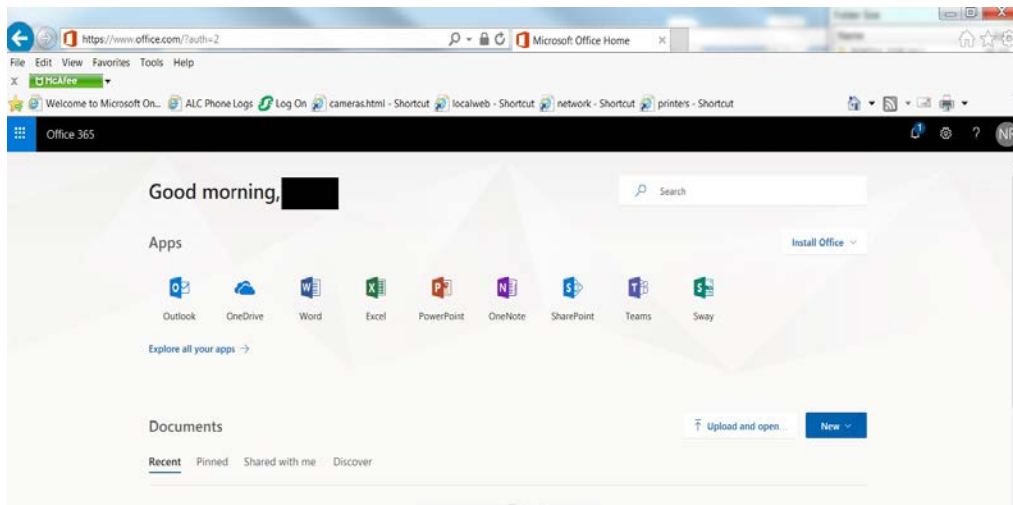 https://www.office.com/?auth=2
Microsoft Office Home
File Edit View Favorites Tools Help
X McAfee
Welcome to Microsoft On... ALC Phone Logs Log On cameras.html - Shortcut localweb - Shortcut network - Shortcut printers - Shortcut
Office 365 1 ? NF
Good morning,
Search
Apps
Install Office
Outlook OneDrive Word Excel PowerPoint OneNote SharePoint Teams Sway
Explore all your apps →
Documents
Upload and open... New
Recent Pinned Shared with me Discover